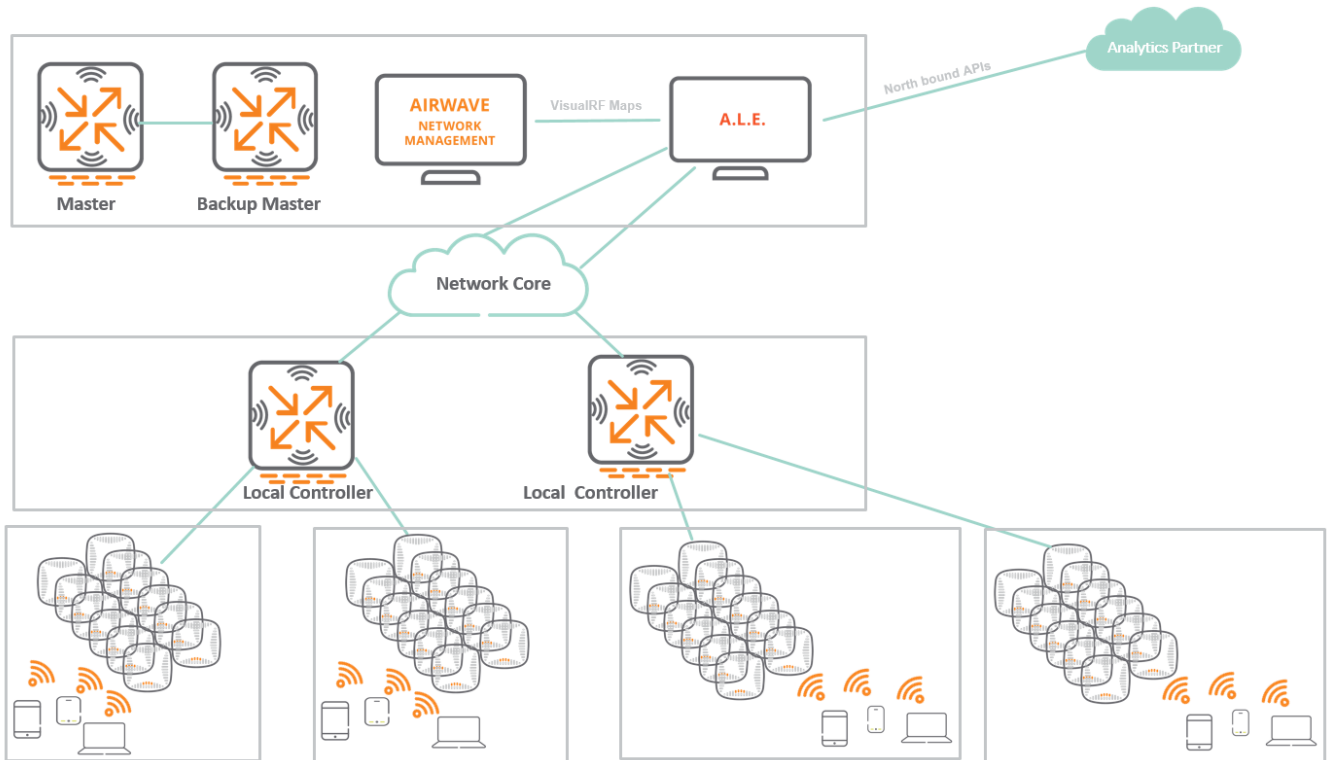 Analytics Partner
North bound APIs
AIRWAVE
NETWORK
MANAGEMENT
VisualRF Maps
A.L.E.
Master
Backup Master
Network Core
Local Controller
Local Controller